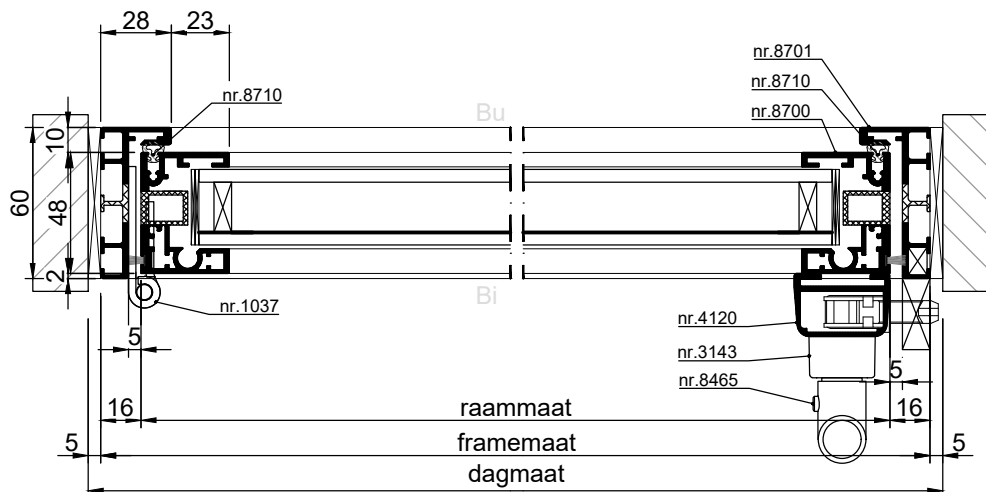 28 23
nr.8701
nr.8710
nr.8700
nr.8710
Bu
10
60
48
2
Bi
nr.1037
nr.4120
nr.3143
nr.8465
5
5
16 raammaat 16
5 framemaat 5
dagmaat